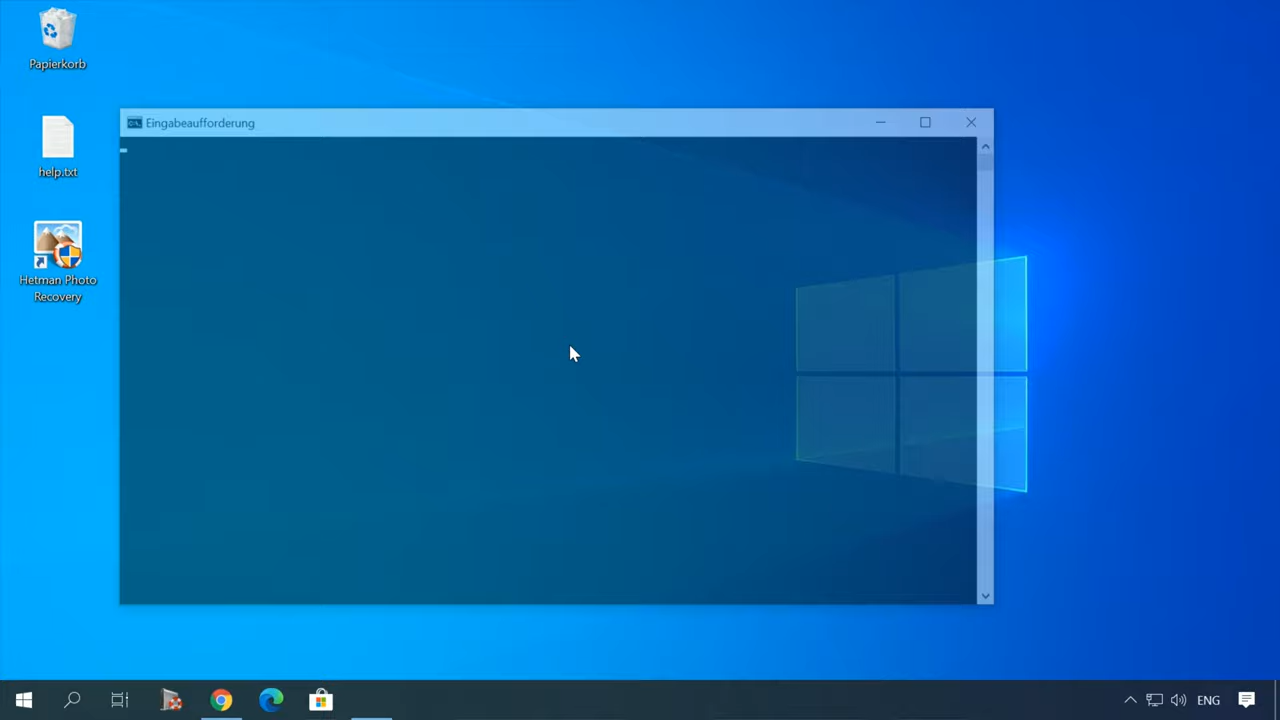 Papierkorb
help.txt
Hetman Photo
Recovery
Eingabeaufforderung
ENG